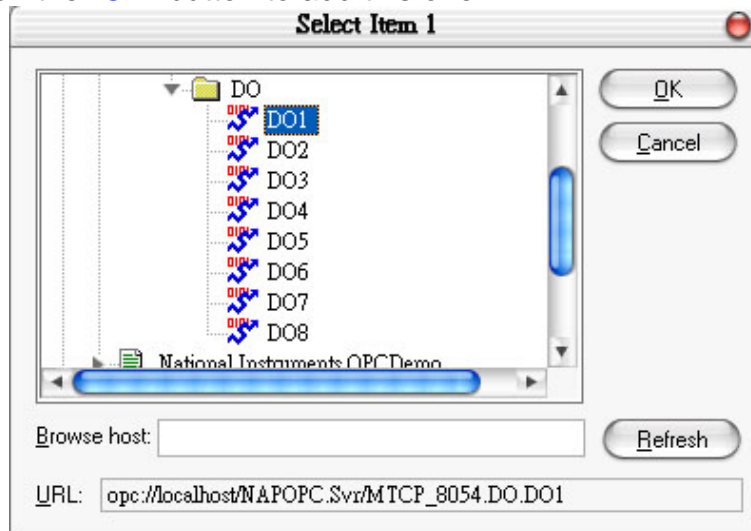 Select Item 1
DO
DO1
DO2
DO3
DO4
DO5
DO6
DO7
DO8
National Instruments OPCDemo
OK
Cancel
Browse host:
Refresh
URL: opc://localhost/NAPOPC.Svr/MTCP_8054.DO.DO1